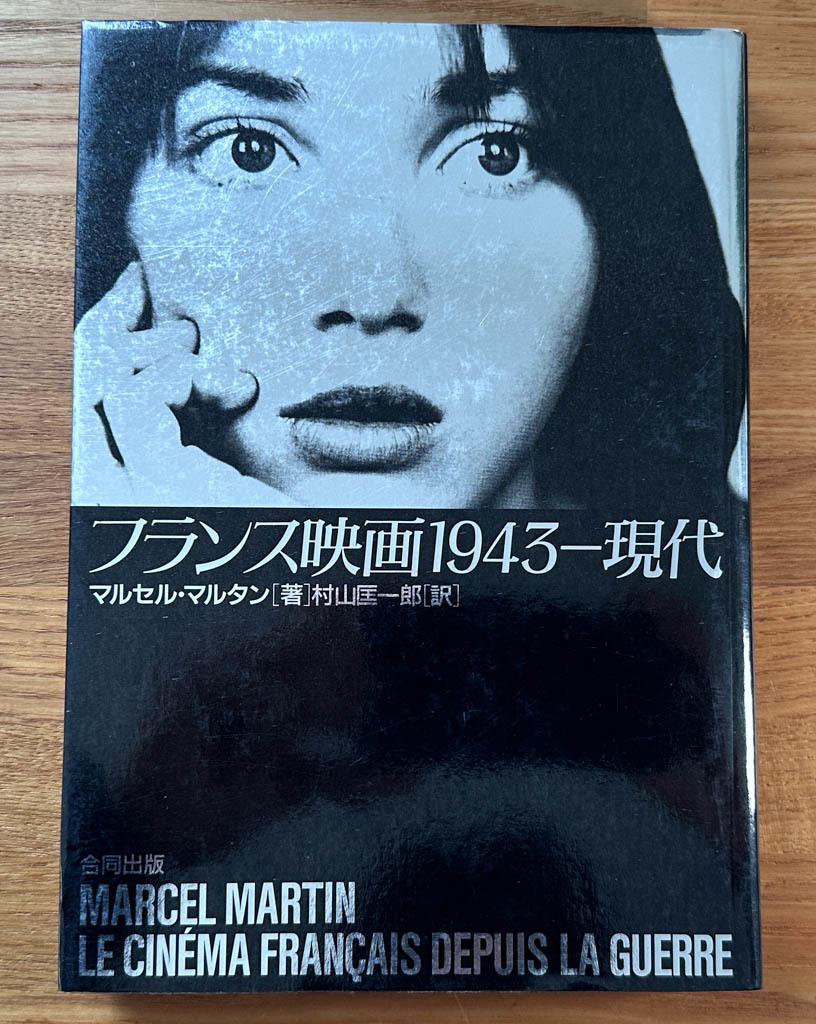 フランス映画1943−現代
マルセル・マルタン[著]村山匡一郎[訳]
合同出版
MARCEL MARTIN
LE CINÉMA FRANÇAIS DEPUIS LA GUERRE